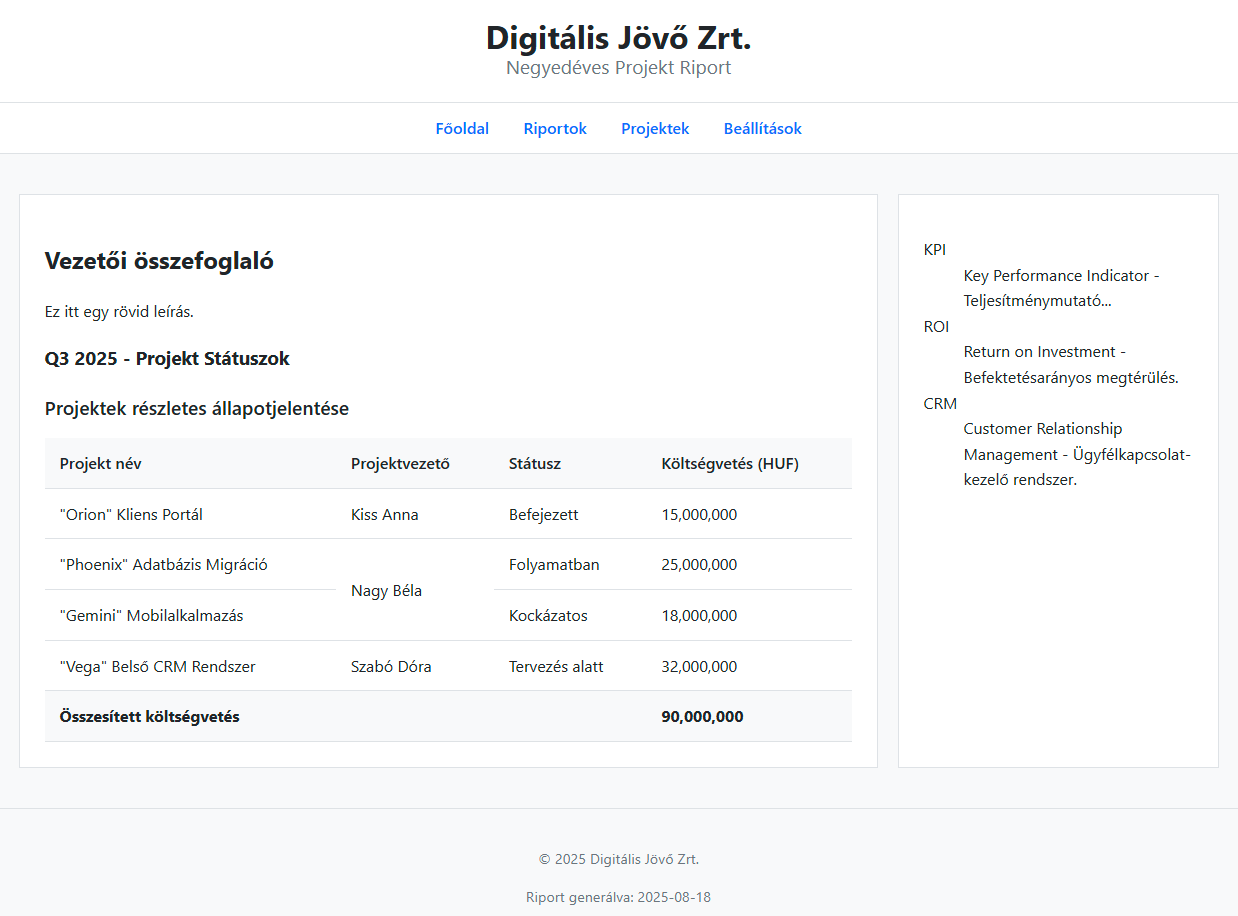 Digitális Jövő Zrt.
Negyedéves Projekt Riport
Főoldal Riportok Projektek Beállítások
Vezetői összefoglaló
Ez itt egy rövid leírás.
Q3 2025 - Projekt Státuszok
Projektek részletes állapotjelentése
Projekt név Projektvezető Státusz Költségvetés (HUF)
"Orion" Kliens Portál Kiss Anna Befejezett 15,000,000
"Phoenix" Adatbázis Migráció Folyamatban 25,000,000
Nagy Béla
"Gemini" Mobilalkalmazás Kockázatos 18,000,000
"Vega" Belső CRM Rendszer Szabó Dóra Tervezés alatt 32,000,000
Összesített költségvetés 90,000,000
KPI
Key Performance Indicator -
Teljesítménymutató...
ROI
Return on Investment -
Befektetésarányos megtérülés.
CRM
Customer Relationship
Management - Ügyfélkapcsolat-
kezelő rendszer.
© 2025 Digitális Jövő Zrt.
Riport generálva: 2025-08-18